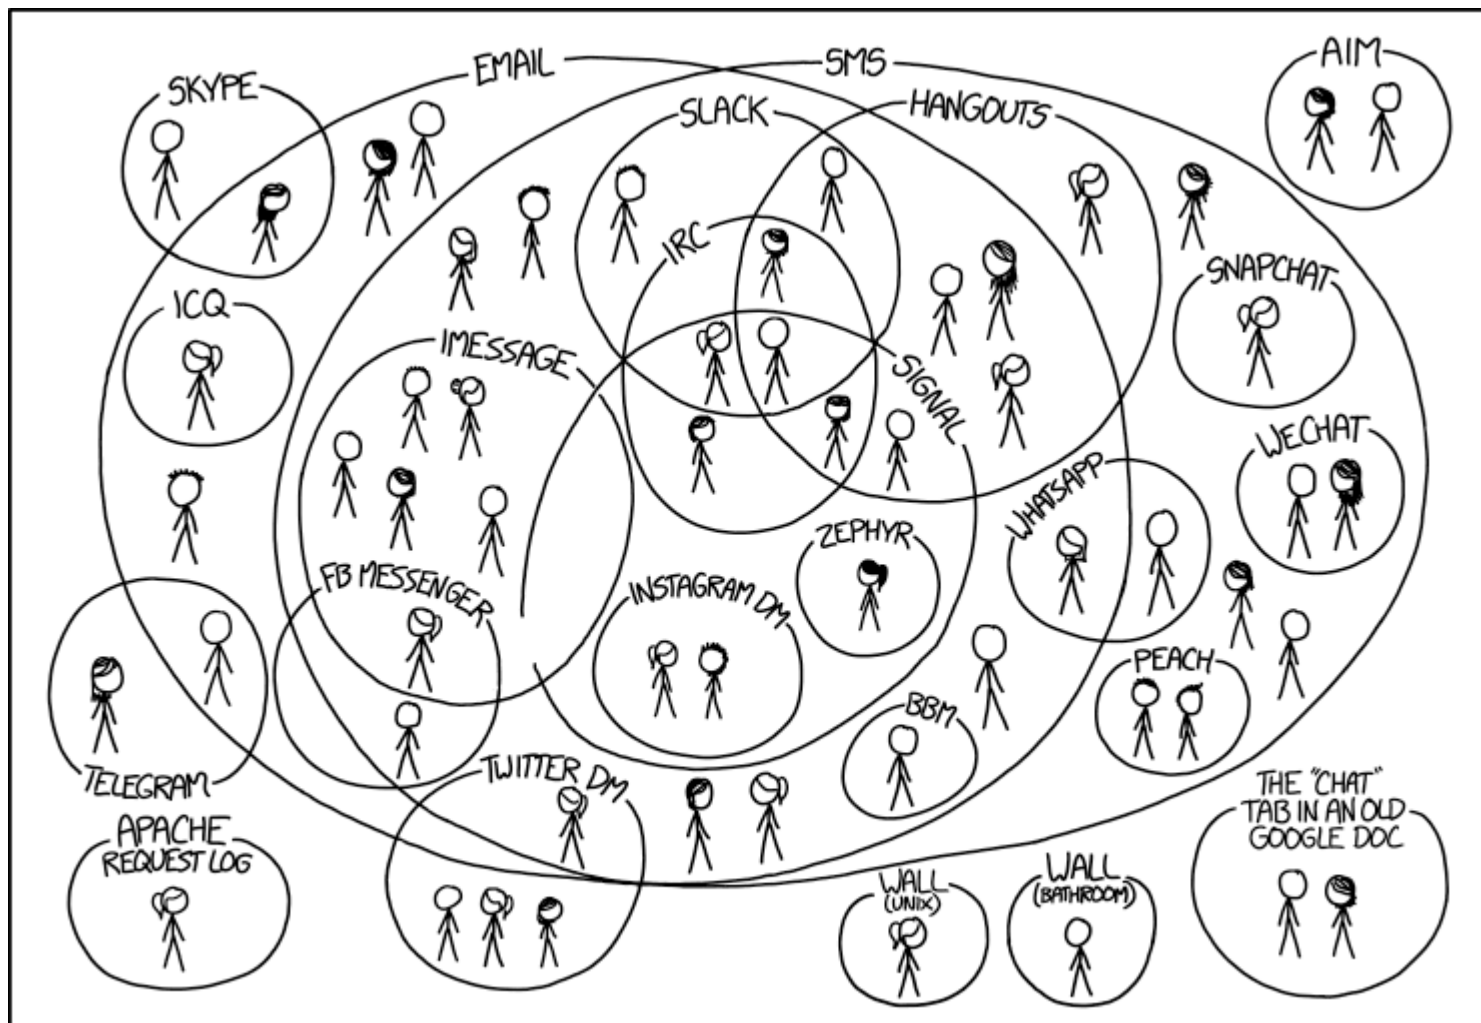 EMAIL
SMS
AIM
SKYPE
SLACK
HANGOUTS
IRC
SNAPCHAT
ICQ
IMESSAGE
SIGNAL
WECHAT
WHATSAPP
ZEPHYR
FB MESSENGER
INSTAGRAM DM
PEACH
BBM
TELEGRAM
TWITTER DM
THE "CHAT"
TAB IN AN OLD
GOOGLE DOC
APACHE
REQUEST LOG
WALL
(UNIX)
WALL
(BATHROOM)